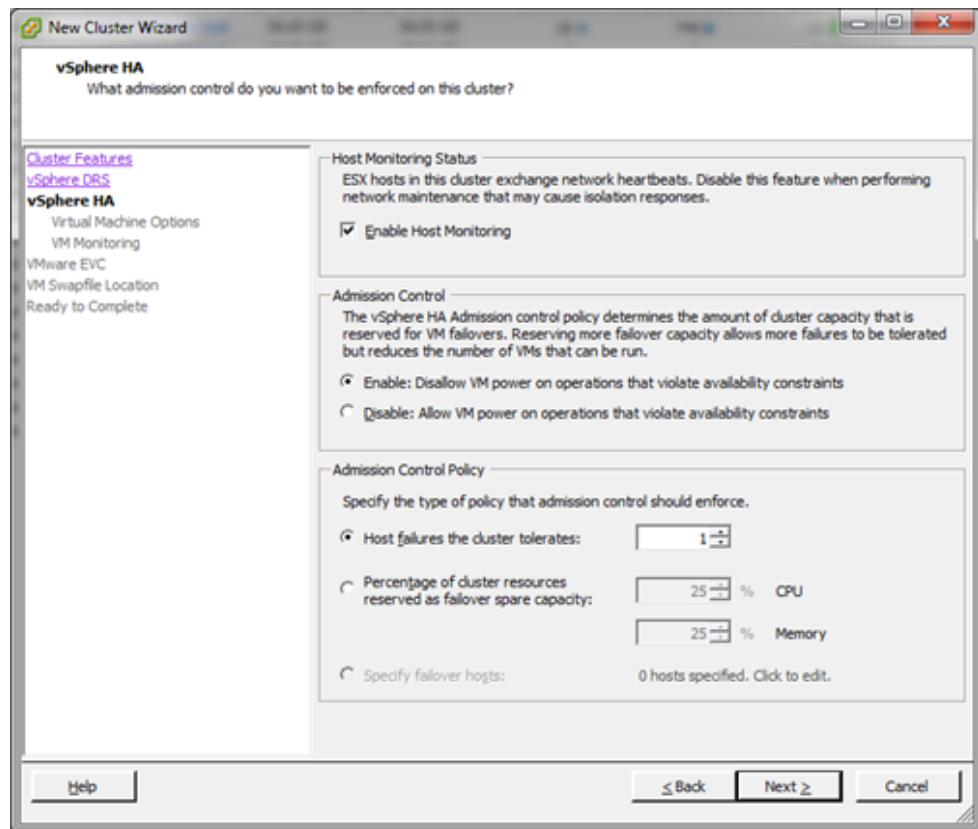 New Cluster Wizard
vSphere HA
What admission control do you want to be enforced on this cluster?
Cluster Features
vSphere DRS
vSphere HA
Virtual Machine Options
VM Monitoring
VMware EVC
VM Swapfile Location
Ready to Complete
Host Monitoring Status
ESX hosts in this cluster exchange network heartbeats. Disable this feature when performing
network maintenance that may cause isolation responses.
Enable Host Monitoring
Admission Control
The vSphere HA Admission control policy determines the amount of cluster capacity that is
reserved for VM failovers. Reserving more failover capacity allows more failures to be tolerated
but reduces the number of VMs that can be run.
Enable: Disallow VM power on operations that violate availability constraints
Disable: Allow VM power on operations that violate availability constraints
Admission Control Policy
Specify the type of policy that admission control should enforce.
Host failures the cluster tolerates: 1
Percentage of cluster resources
reserved as failover spare capacity: 25 % CPU
25 % Memory
Specify failover hosts: 0 hosts specified. Click to edit.
Help < Back Next > Cancel